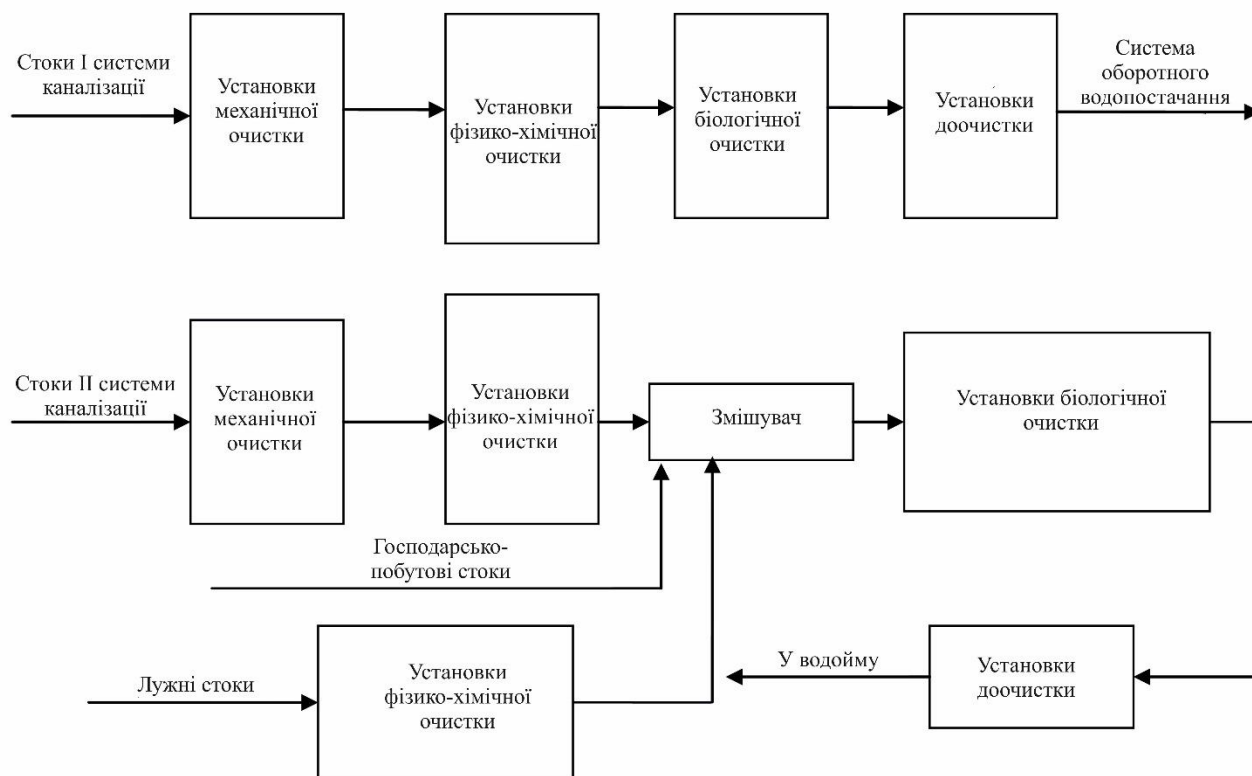 Стоки I системи
каналізації
Установки
механічної
очистки
Установки
фізико-хімічної
очистки
Установки
біологічної
очистки
Установки
доочистки
Система
оборотного
водопостачання
Стоки II системи
каналізації
Установки
механічної
очистки
Установки
фізико-хімічної
очистки
Змішувач
Установки біологічної
очистки
Господарсько-
побутові стоки
Лужні стоки
Установки
фізико-хімічної
очистки
У водойму
Установки
доочистки